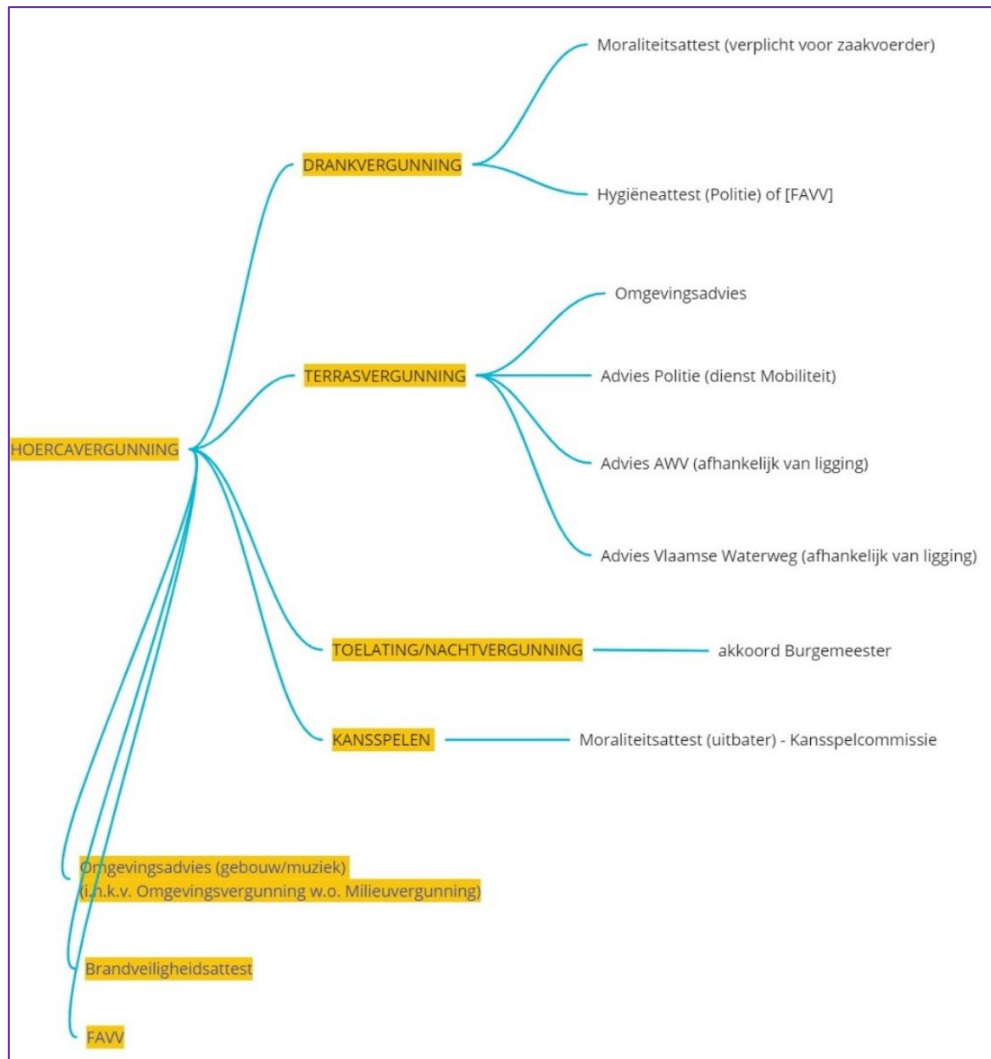 Moraliteitsattest (verplicht voor zaakvoerder)
DRANKVERGUNNING
Hygiëneattest (Politie) of [FAVV]
Omgevingsadvies
TERRASVERGUNNING
Advies Politie (dienst Mobiliteit)
HOERCAVERGUNNING
Advies AWV (afhankelijk van ligging)
Advies Vlaamse Waterweg (afhankelijk van ligging)
TOELATING/NACHTVERGUNNING
akkoord Burgemeester
KANSSPELEN
Moraliteitsattest (uitbater) - Kansspelcommissie
Omgevingsadvies (gebouw/muziek)
(i.h.k.v. Omgevingsvergunning w.o. Milieuvergunning)
Brandveiligheidsattest
FAVV